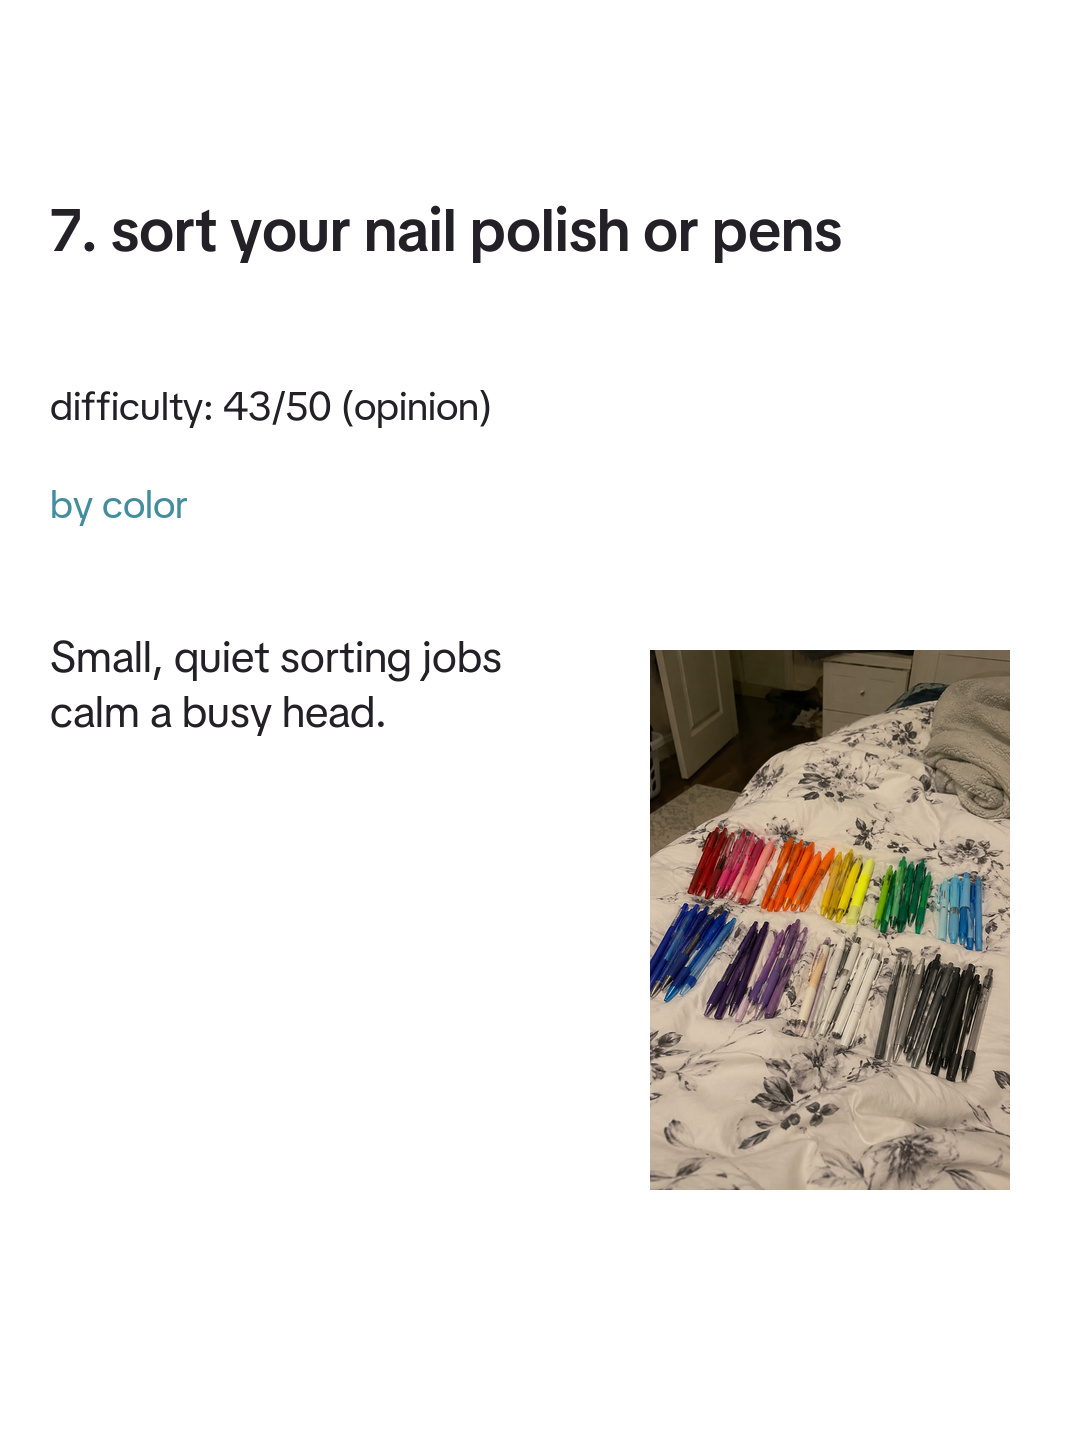 7. sort your nail polish or pens
difficulty: 43/50 (opinion)
by color
Small, quiet sorting jobs
calm a busy head.